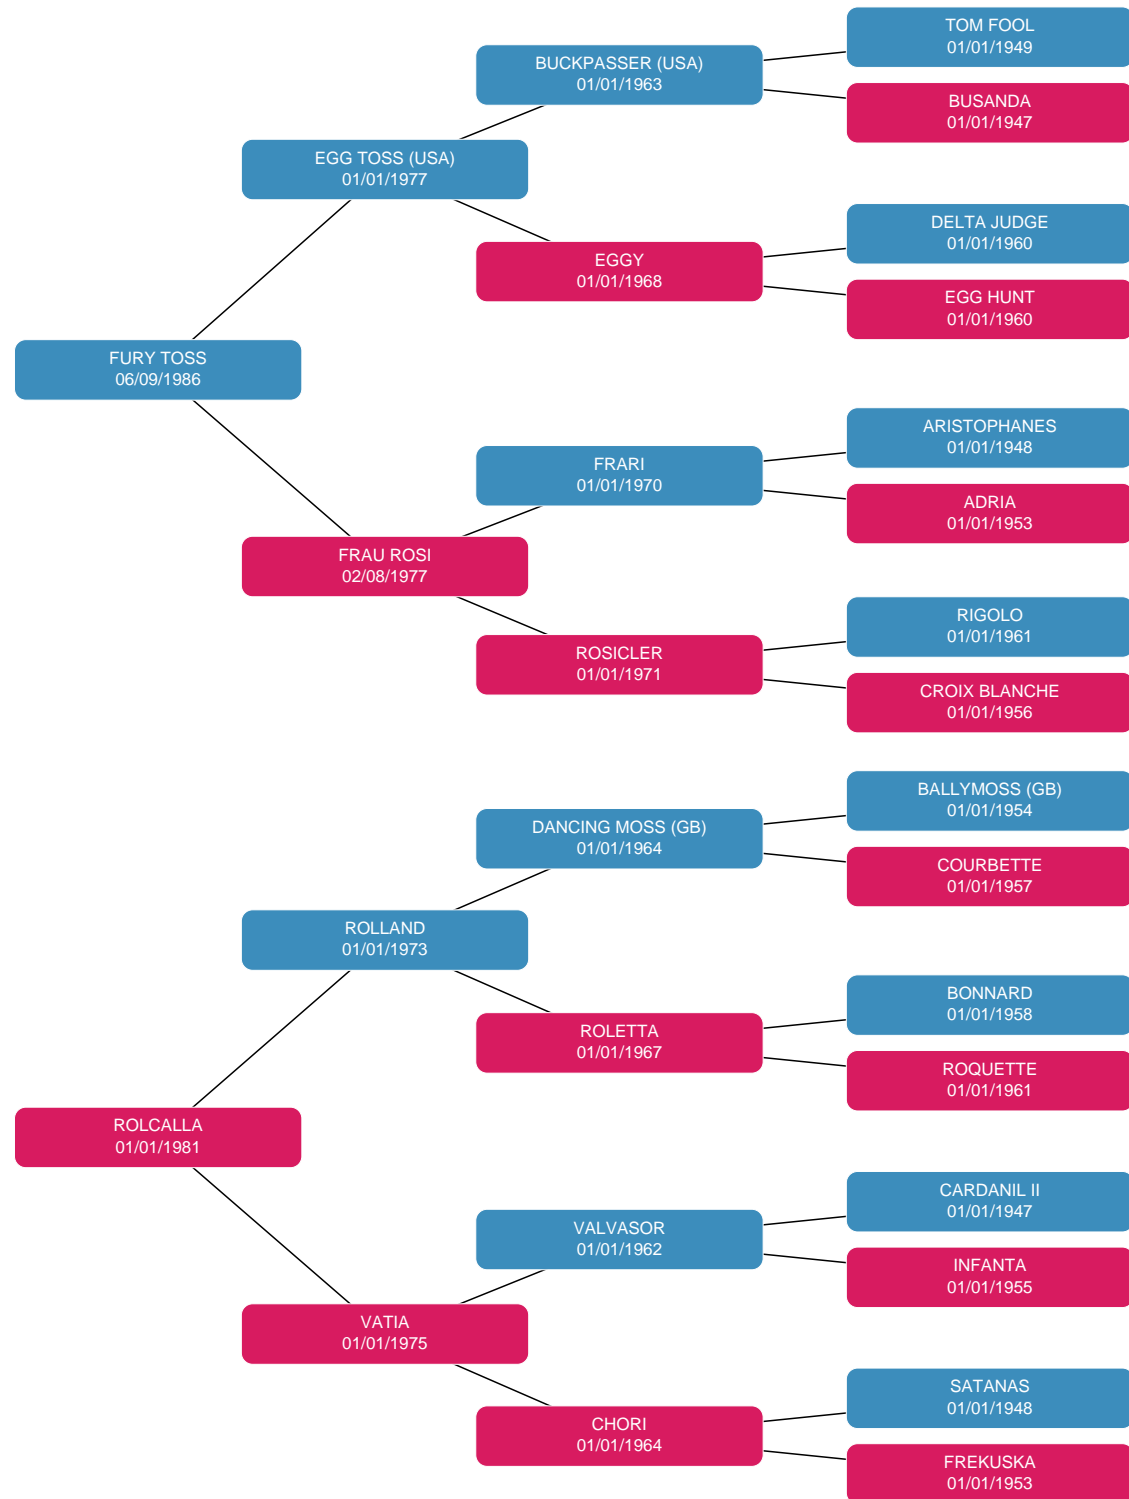 TOM FOOL
01/01/1949
BUCKPASSER (USA)
01/01/1963
BUSANDA
01/01/1947
EGG TOSS (USA)
01/01/1977
DELTA JUDGE
01/01/1960
EGGY
01/01/1968
EGG HUNT
01/01/1960
FURY TOSS
06/09/1986
ARISTOPHANES
01/01/1948
FRARI
01/01/1970
ADRIA
01/01/1953
FRAU ROSI
02/08/1977
RIGOLO
01/01/1961
ROSICLER
01/01/1971
CROIX BLANCHE
01/01/1956
BALLYMOSS (GB)
01/01/1954
DANCING MOSS (GB)
01/01/1964
COURBETTE
01/01/1957
ROLLAND
01/01/1973
BONNARD
01/01/1958
ROLETTA
01/01/1967
ROQUETTE
01/01/1961
ROLCALLA
01/01/1981
CARDANIL II
01/01/1947
VALVASOR
01/01/1962
INFANTA
01/01/1955
VATIA
01/01/1975
SATANAS
01/01/1948
CHORI
01/01/1964
FREKUSKA
01/01/1953